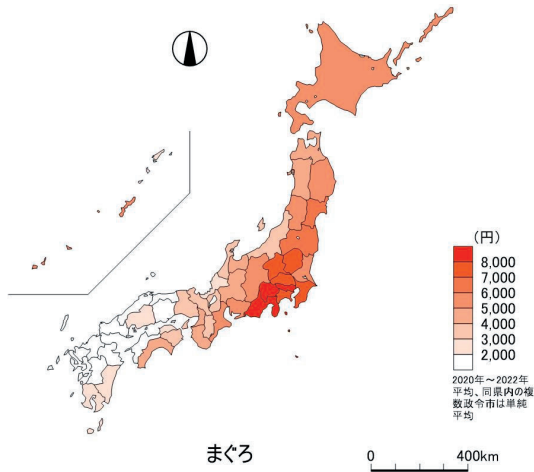 (円)
8,000
7,000
6,000
5,000
4,000
3,000
2,000
2020年～2022年
平均、同県内の複
数政令市は単純
平均
まぐろ
0 400km